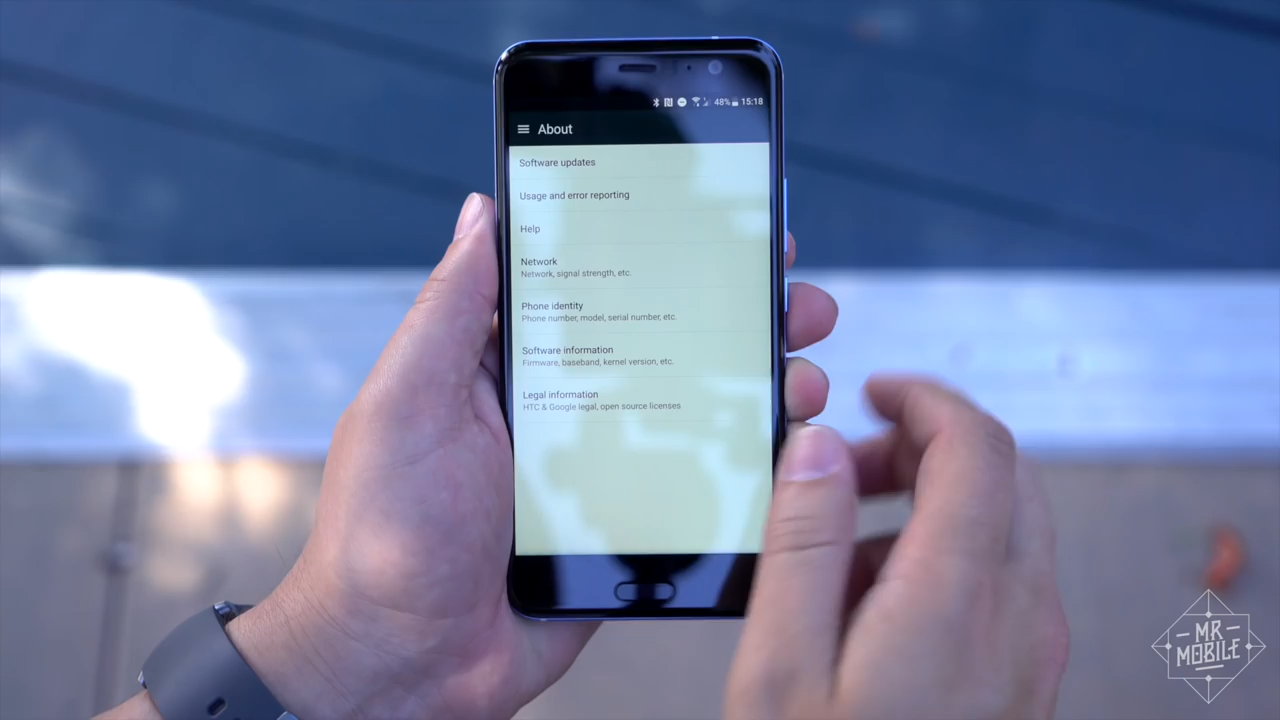 48% 15:18
About
Software updates
Usage and error reporting
Help
Network
Network, signal strength, etc.
Phone identity
Phone number, model, serial number, etc.
Software information
Firmware, baseband, kernel version, etc.
Legal information
HTC & Google legal, open source licenses
MR
MOBILE